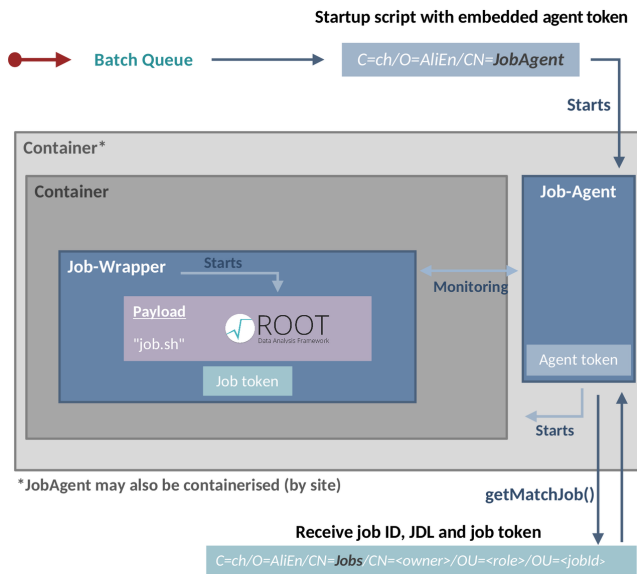 Startup script with embedded agent token
Batch Queue
C=ch/O=AliEn/CN=JobAgent
Starts
Container*
Container
Job-Agent
Job-Wrapper
Starts
Monitoring
Payload
"job.sh"
ROOT
Data Analysis Framework
Job token
Agent token
Starts
*JobAgent may also be containerised (by site)
getMatchJob()
Receive job ID, JDL and job token
C=ch/O=AliEn/CN=Jobs/CN=<owner>/OU=<role>/OU=<jobId>